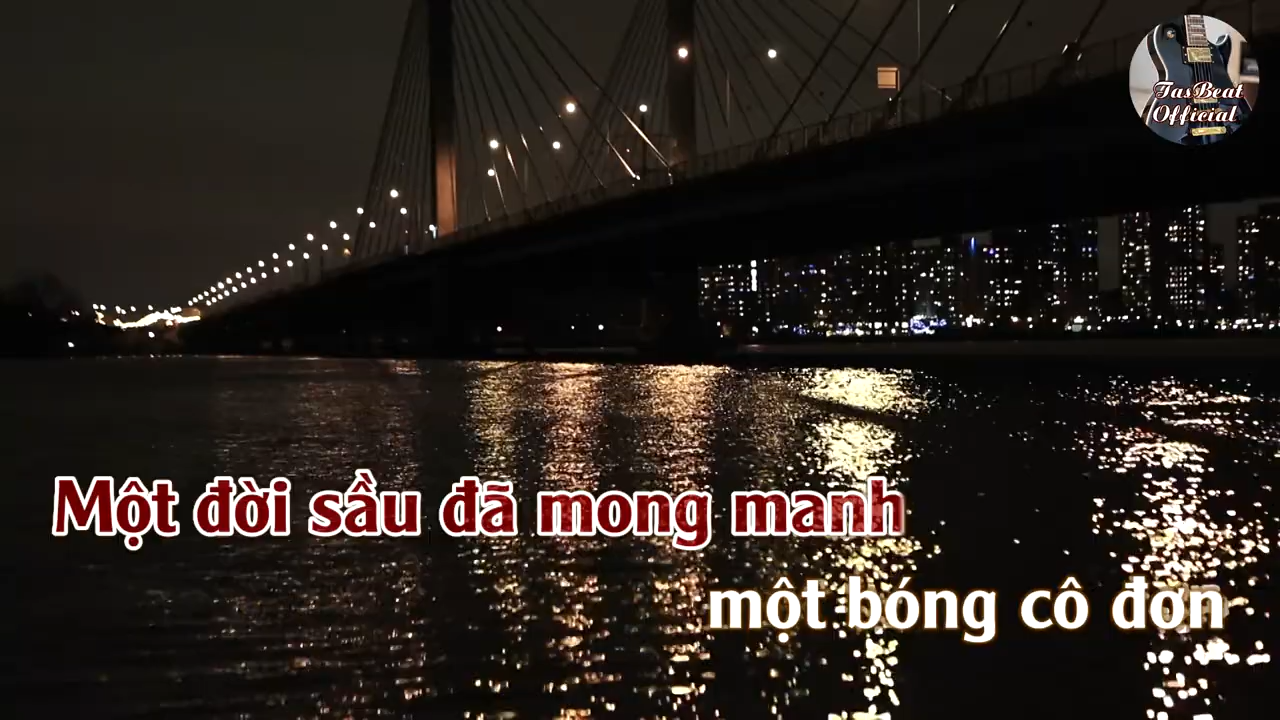 TasBeat
Official
Một đời sầu đã mong manh
một bóng cô đơn